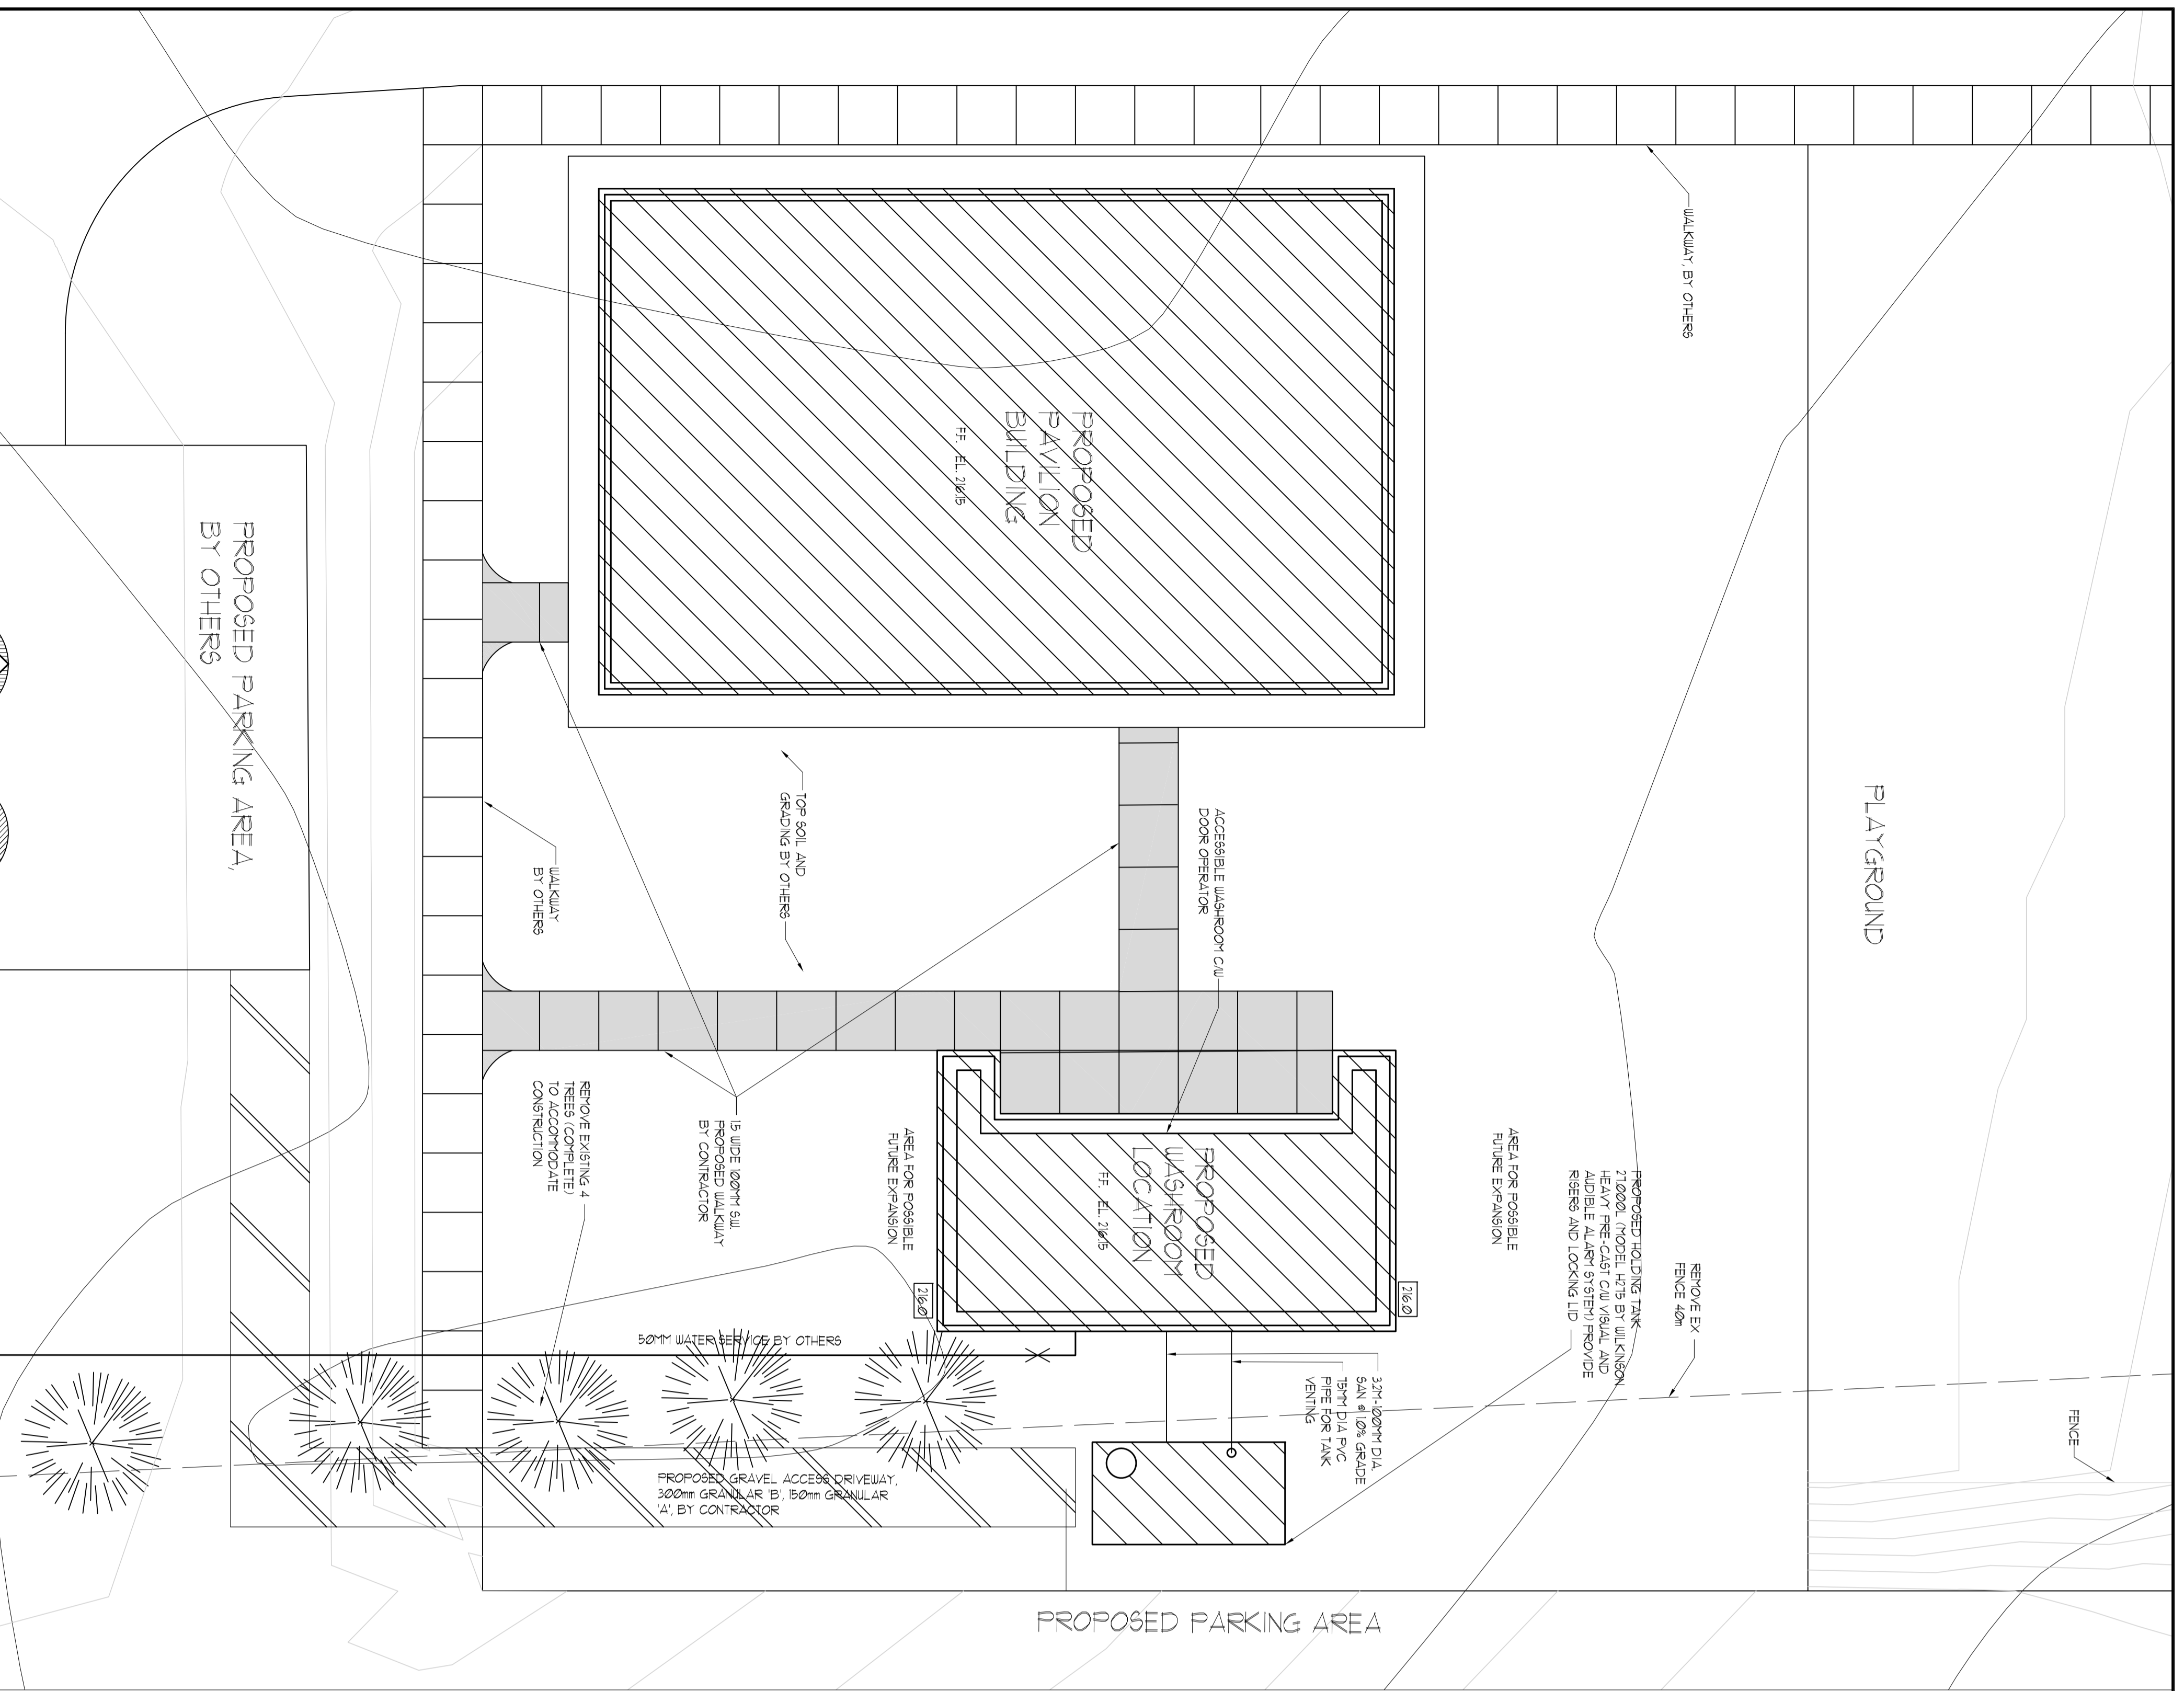 WALKWAY, BY OTHERS
PROPOSED
PAVILION
BUILDING
F.F. EL. 216.15
PROPOSED PARKING AREA,
BY OTHERS
PLAYGROUND
TOP SOIL AND
GRADING BY OTHERS
ACCESSIBLE WASHROOM C/W
DOOR OPERATOR
WALKWAY
BY OTHERS
REMOVE EXISTING 4
TREES (COMPLETE)
TO ACCOMMODATE
CONSTRUCTION
1.5 WIDE 100MM S.W.
PROPOSED WALKWAY
BY CONTRACTOR
AREA FOR POSSIBLE
FUTURE EXPANSION
PROPOSED
WASHROOM
LOCATION
F.F. EL. 216.15
AREA FOR POSSIBLE
FUTURE EXPANSION
PROPOSED HOLDING TANK
27,000L (MODEL H275 BY WILKINSON
HEAVY PRE-CAST C/W VISUAL AND
AUDIBLE ALARM SYSTEM) PROVIDE
RISERS AND LOCKING LID
REMOVE EX
FENCE 40m
216.0
216.0
50MM WATER SERVICE BY OTHERS
3.2M-100MM DIA.
SAN @ 1.0% GRADE
75MM DIA PVC
PIPE FOR TANK
VENTING
FENCE
PROPOSED GRAVEL ACCESS DRIVEWAY,
300mm GRANULAR 'B', 150mm GRANULAR
'A', BY CONTRACTOR
PROPOSED PARKING AREA